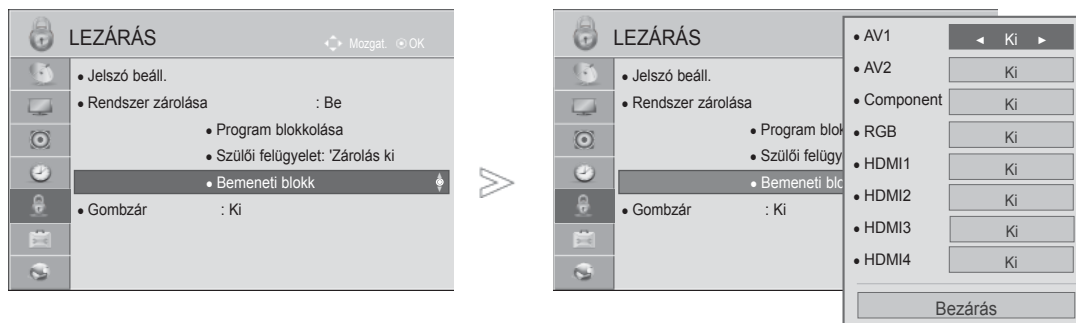 LEZÁRÁS
Mozgat. OK
• Jelszó beáll.
• Rendszer zárolása : Be
• Program blokkolása
• Szülői felügyelet: 'Zárolás ki
• Bemeneti blokk
• Gombzár : Ki
LEZÁRÁS
• Jelszó beáll.
• Rendszer zárolása
• Program blok
• Szülői felügy
• Bemeneti blo
• Gombzár : Ki
• AV1 ◄ Ki ►
• AV2 Ki
• Component Ki
• RGB Ki
• HDMI1 Ki
• HDMI2 Ki
• HDMI3 Ki
• HDMI4 Ki
Bezárás